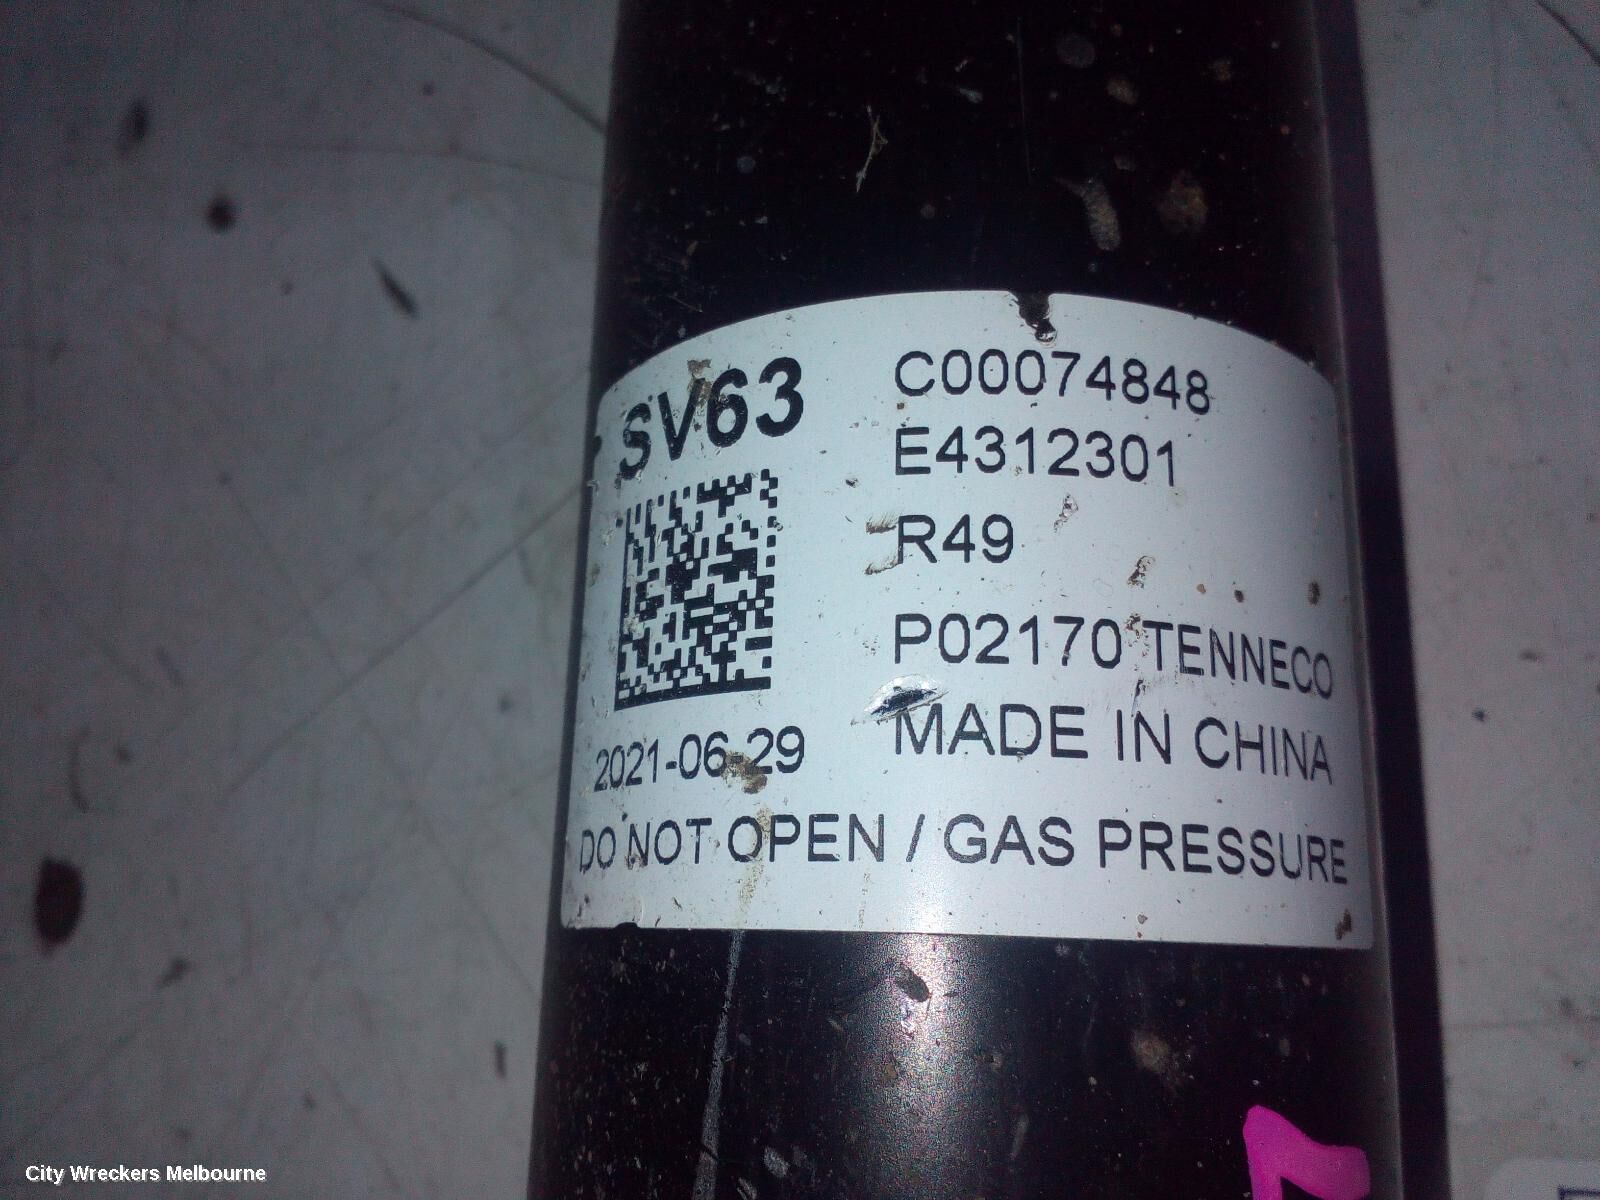 SV63
C00074848
E4312301
R49
P02170 TENNECO
MADE IN CHINA
2021-06-29
DO NOT OPEN / GAS PRESSURE
City Wreckers Melbourne